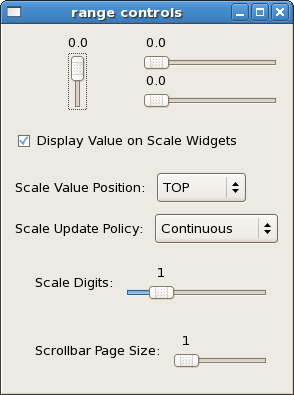 range controls
0.0 0.0
0.0
Display Value on Scale Widgets
Scale Value Position: TOP
Scale Update Policy: Continuous
1
Scale Digits:
1
Scrollbar Page Size: